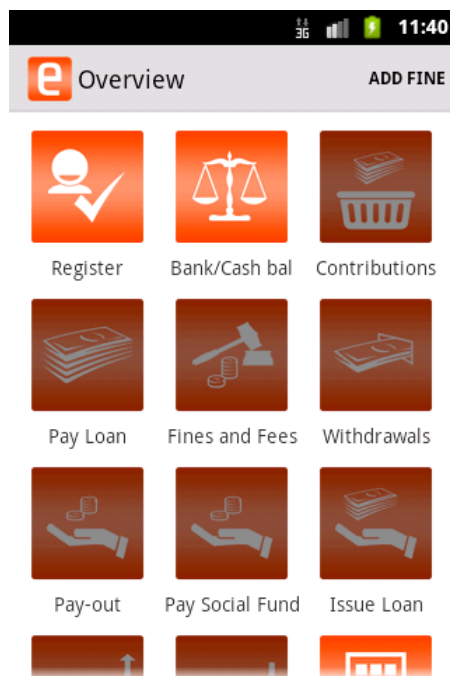 3G 11:40
e Overview ADD FINE
Register Bank/Cash bal Contributions
Pay Loan Fines and Fees Withdrawals
Pay-out Pay Social Fund Issue Loan